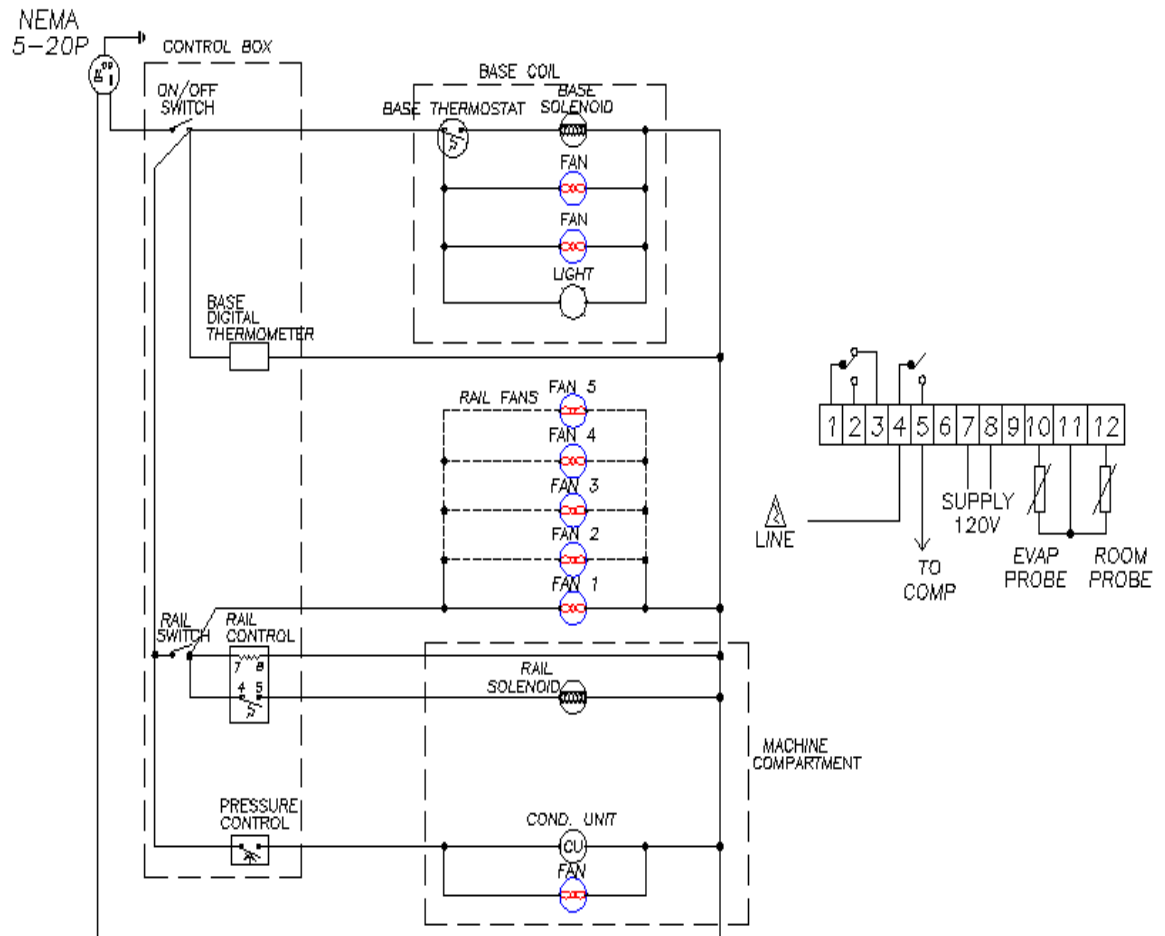 NEMA
5-20P
CONTROL BOX
ON/OFF
SWITCH
BASE COIL
BASE THERMOSTAT
BASE
SOLENOID
FAN
FAN
LIGHT
BASE
DIGITAL
THERMOMETER
RAIL FANS
FAN 5
FAN 4
FAN 3
FAN 2
FAN 1
RAIL
SWITCH
RAIL
CONTROL
7 8
4 5
RAIL
SOLENOID
MACHINE
COMPARTMENT
PRESSURE
CONTROL
COND. UNIT
CU
FAN
1 2 3 4 5 6 7 8 9 10 11 12
LINE
SUPPLY
120V
TO
COMP
EVAP
PROBE
ROOM
PROBE